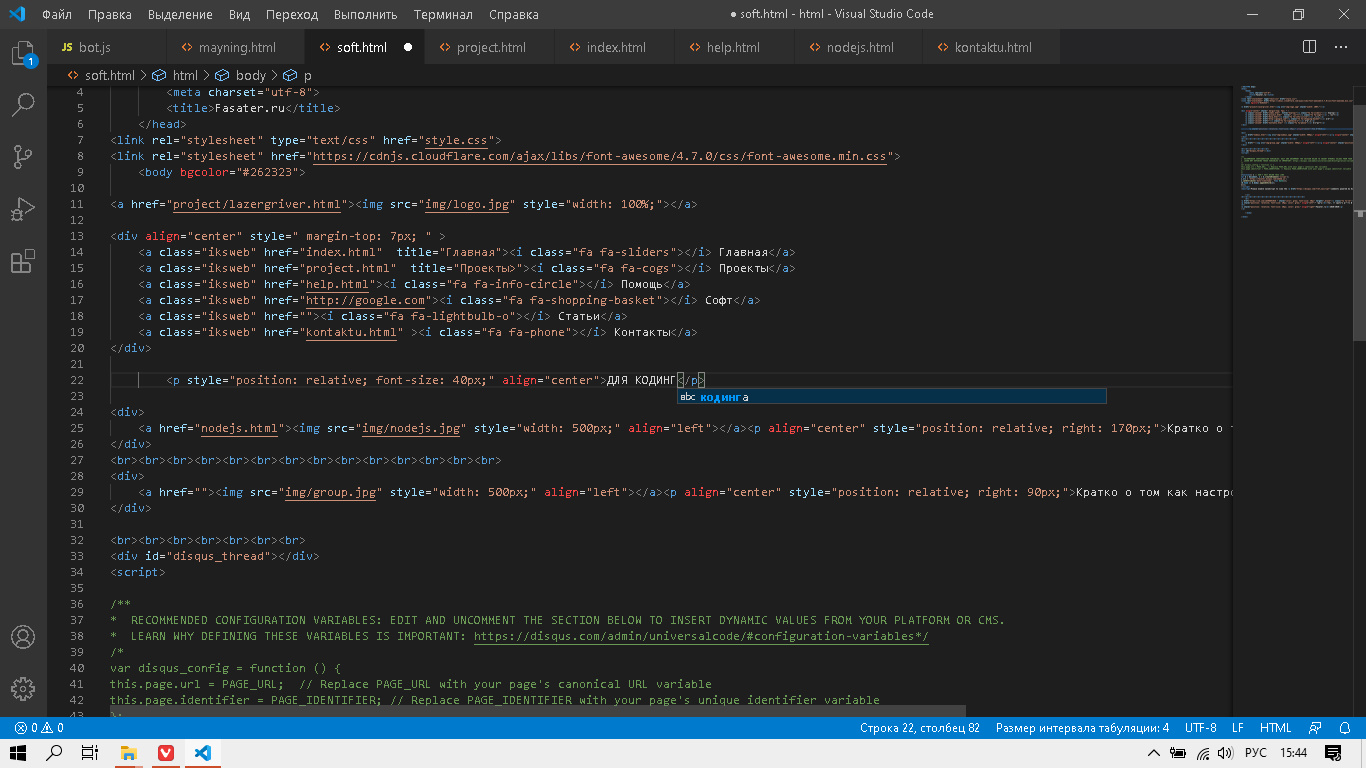 Файл Правка Выделение Вид Переход Выполнить Терминал Справка
● soft.html - html - Visual Studio Code
JS bot.js
<> mayning.html
<> soft.html ●
<> project.html
<> index.html
<> help.html
<> nodejs.html
<> kontaktu.html
1
<> soft.html > html > body > p
4 <meta charset="utf-8">
5 <title>Fasater.ru</title>
6 </head>
7 <link rel="stylesheet" type="text/css" href="style.css">
8 <link rel="stylesheet" href="https://cdnjs.cloudflare.com/ajax/libs/font-awesome/4.7.0/css/font-awesome.min.css">
9 <body bgcolor="#262323">
10
11 <a href="project/lazergriver.html"><img src="img/logo.jpg" style="width: 100%;"></a>
12
13 <div align="center" style=" margin-top: 7px; " >
14 <a class="iksweb" href="index.html"  title="Главная"><i class="fa fa-sliders"></i> Главная</a>
15 <a class="iksweb" href="project.html"  title="Проекты>"><i class="fa fa-cogs"></i> Проекты</a>
16 <a class="iksweb" href="help.html"><i class="fa fa-info-circle"></i> Помощь</a>
17 <a class="iksweb" href="http://google.com"><i class="fa fa-shopping-basket"></i> Софт</a>
18 <a class="iksweb" href=""><i class="fa fa-lightbulb-o"></i> Статьи</a>
19 <a class="iksweb" href="kontaktu.html" ><i class="fa fa-phone"></i> Контакты</a>
20 </div>
21
22 <p style="position: relative; font-size: 40px;" align="center">ДЛЯ КОДИНГ</p>
abc кодинга
23
24 <div>
25 <a href="nodejs.html"><img src="img/nodejs.jpg" style="width: 500px;" align="left"></a><p align="center" style="position: relative; right: 170px;">Кратко о т
26 </div>
27 <br><br><br><br><br><br><br><br><br><br><br><br><br><br>
28 <div>
29 <a href=""><img src="img/group.jpg" style="width: 500px;" align="left"></a><p align="center" style="position: relative; right: 90px;">Кратко о том как настро
30 </div>
31
32 <br><br><br><br><br><br><br>
33 <div id="disqus_thread"></div>
34 <script>
35
36 /**
37 *  RECOMMENDED CONFIGURATION VARIABLES: EDIT AND UNCOMMENT THE SECTION BELOW TO INSERT DYNAMIC VALUES FROM YOUR PLATFORM OR CMS.
38 *  LEARN WHY DEFINING THESE VARIABLES IS IMPORTANT: https://disqus.com/admin/universalcode/#configuration-variables*/
39 /*
40 var disqus_config = function () {
41 this.page.url = PAGE_URL;  // Replace PAGE_URL with your page's canonical URL variable
42 this.page.identifier = PAGE_IDENTIFIER; // Replace PAGE_IDENTIFIER with your page's unique identifier variable
43 };
0 0
Строка 22, столбец 82
Размер интервала табуляции: 4
UTF-8
LF
HTML
РУС
15:44